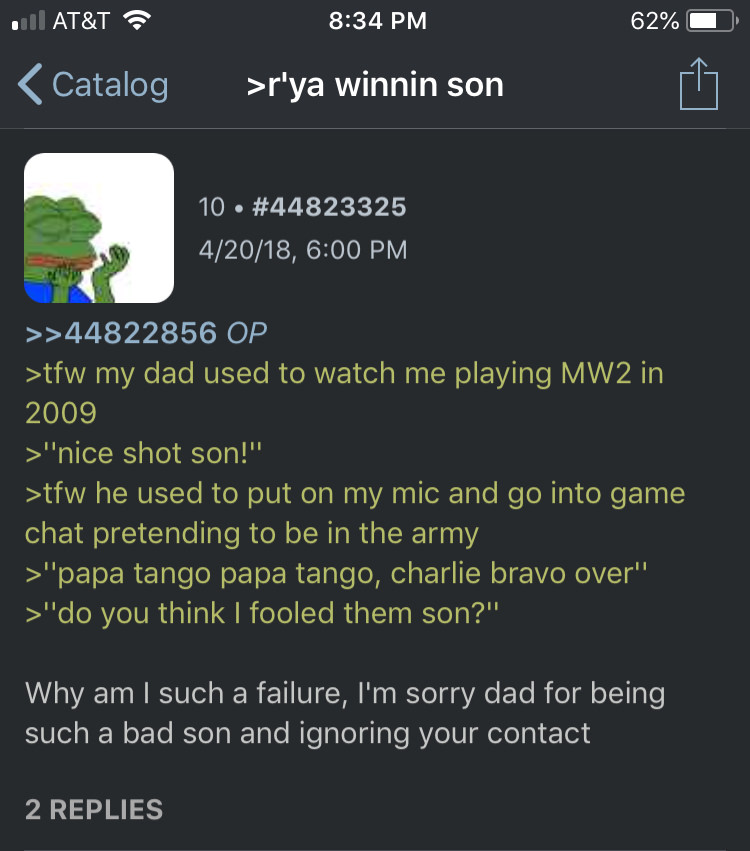 AT&T 8:34 PM 62%
Catalog >r'ya winnin son
10 • #44823325
4/20/18, 6:00 PM
>>44822856 OP
>tfw my dad used to watch me playing MW2 in
2009
>"nice shot son!"
>tfw he used to put on my mic and go into game
chat pretending to be in the army
>"papa tango papa tango, charlie bravo over"
>"do you think I fooled them son?"
Why am I such a failure, I'm sorry dad for being
such a bad son and ignoring your contact
2 REPLIES